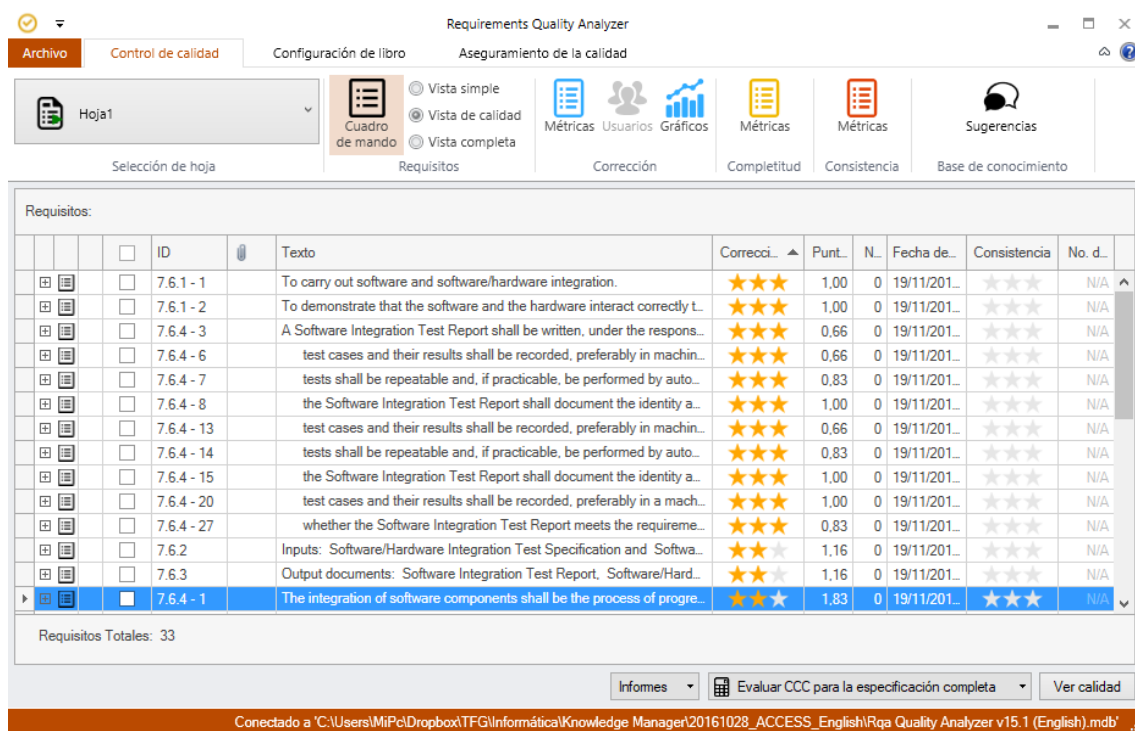 Requirements Quality Analyzer
Archivo Control de calidad Configuración de libro Aseguramiento de la calidad
Hoja1
Cuadro de mando
Vista simple
Vista de calidad
Vista completa
Métricas Usuarios Gráficos Métricas Métricas Sugerencias
Selección de hoja Requisitos Corrección Completitud Consistencia Base de conocimiento
Requisitos:
ID Texto Correcci... Punt... N... Fecha de... Consistencia No. d...
7.6.1 - 1 To carry out software and software/hardware integration. 1,00 0 19/11/201... N/A
7.6.1 - 2 To demonstrate that the software and the hardware interact correctly t... 1,00 0 19/11/201... N/A
7.6.4 - 3 A Software Integration Test Report shall be written, under the respons... 0,66 0 19/11/201... N/A
7.6.4 - 6 test cases and their results shall be recorded, preferably in machin... 0,66 0 19/11/201... N/A
7.6.4 - 7 tests shall be repeatable and, if practicable, be performed by auto... 0,83 0 19/11/201... N/A
7.6.4 - 8 the Software Integration Test Report shall document the identity a... 1,00 0 19/11/201... N/A
7.6.4 - 13 test cases and their results shall be recorded, preferably in machin... 0,66 0 19/11/201... N/A
7.6.4 - 14 tests shall be repeatable and, if practicable, be performed by auto... 0,83 0 19/11/201... N/A
7.6.4 - 15 the Software Integration Test Report shall document the identity a... 1,00 0 19/11/201... N/A
7.6.4 - 20 test cases and their results shall be recorded, preferably in a mach... 1,00 0 19/11/201... N/A
7.6.4 - 27 whether the Software Integration Test Report meets the requireme... 0,83 0 19/11/201... N/A
7.6.2 Inputs: Software/Hardware Integration Test Specification and Softwa... 1,16 0 19/11/201... N/A
7.6.3 Output documents: Software Integration Test Report, Software/Hard... 1,16 0 19/11/201... N/A
7.6.4 - 1 The integration of software components shall be the process of progre... 1,83 0 19/11/201... N/A
Requisitos Totales: 33
Informes Evaluar CCC para la especificación completa Ver calidad
Conectado a 'C:\Users\MiPc\Dropbox\TFG\Informática\Knowledge Manager\20161028_ACCESS_English\Rqa Quality Analyzer v15.1 (English).mdb'